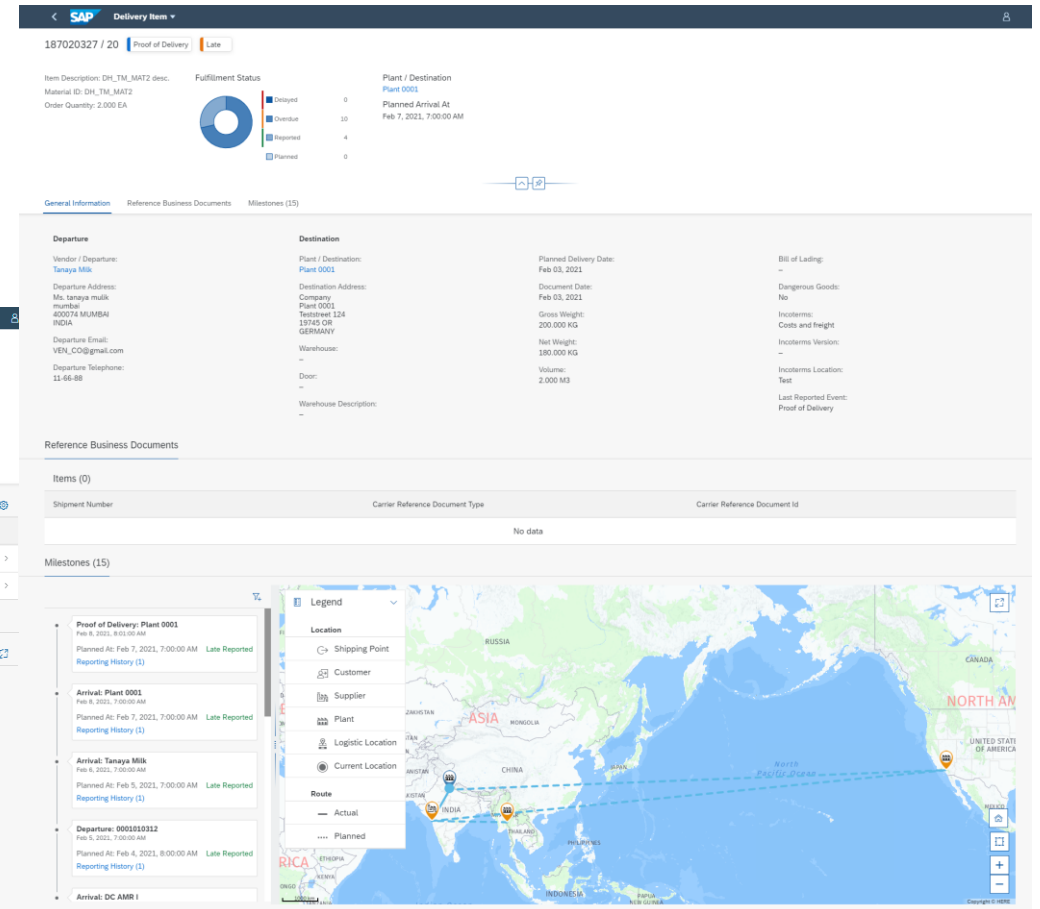 SAP Delivery Item
187020327 / 20 Proof of Delivery Late
Item Description: DH_TM_MAT2 desc.
Material ID: DH_TM_MAT2
Order Quantity: 2.000 EA
Fulfillment Status
Delayed 0
Overdue 10
Reported 4
Planned 0
Plant / Destination
Plant 0001
Planned Arrival At
Feb 7, 2021, 7:00:00 AM
General Information Reference Business Documents Milestones (15)
Departure
Vendor / Departure:
Tanaya Milk
Departure Address:
Ms. tanaya mulik
mumbai
400074 MUMBAI
INDIA
Departure Email:
VEN_CO@gmail.com
Departure Telephone:
11-66-88
Destination
Plant / Destination:
Plant 0001
Destination Address:
Company
Plant 0001
Teststreet 124
19745 OR
GERMANY
Warehouse:
–
Door:
–
Warehouse Description:
–
Planned Delivery Date:
Feb 03, 2021
Document Date:
Feb 03, 2021
Gross Weight:
200.000 KG
Net Weight:
180.000 KG
Volume:
2.000 M3
Bill of Lading:
–
Dangerous Goods:
No
Incoterms:
Costs and freight
Incoterms Version:
–
Incoterms Location:
Test
Last Reported Event:
Proof of Delivery
Reference Business Documents
Items (0)
Shipment Number Carrier Reference Document Type Carrier Reference Document Id
No data
Milestones (15)
Proof of Delivery: Plant 0001
Feb 8, 2021, 8:01:00 AM
Planned At: Feb 7, 2021, 7:00:00 AM Late Reported
Reporting History (1)
Arrival: Plant 0001
Feb 8, 2021, 7:00:00 AM
Planned At: Feb 7, 2021, 7:00:00 AM Late Reported
Reporting History (1)
Arrival: Tanaya Milk
Feb 6, 2021, 7:00:00 AM
Planned At: Feb 5, 2021, 7:00:00 AM Late Reported
Reporting History (1)
Departure: 0001010312
Feb 5, 2021, 7:00:00 AM
Planned At: Feb 4, 2021, 8:00:00 AM Late Reported
Reporting History (1)
Arrival: DC AMR I
Legend
Location
Shipping Point
Customer
Supplier
Plant
Logistic Location
Current Location
Route
Actual
Planned
RUSSIA
CANADA
NORTH AM
ASIA
MONGOLIA
UNITED STATE
OF AMERICA
CHINA
JAPAN
North
Pacific Ocean
INDIA
MEXICO
THAILAND
PHILIPPINES
RICA
ETHIOPIA
KENYA
ONGO
INDONESIA
PAPUA
NEW GUINEA
1000 km
Copyright © HERE